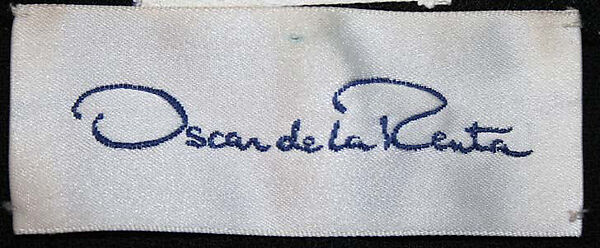 Oscar de la Renta